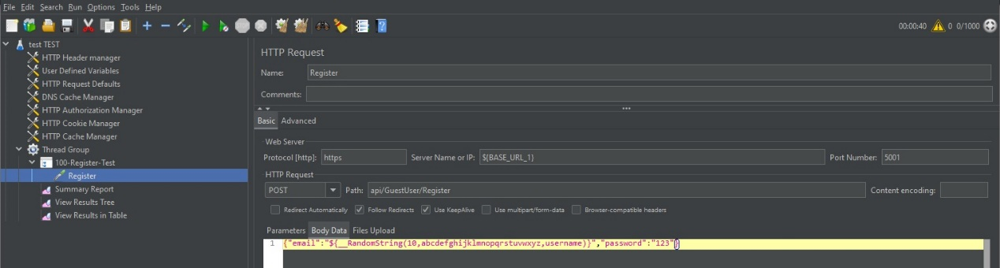 File Edit Search Run Options Tools Help
00:00:40 0 0/1000
test TEST
HTTP Header manager
User Defined Variables
HTTP Request Defaults
DNS Cache Manager
HTTP Authorization Manager
HTTP Cookie Manager
HTTP Cache Manager
Thread Group
100-Register-Test
Register
Summary Report
View Results Tree
View Results in Table
HTTP Request
Name: Register
Comments:
Basic Advanced
Web Server
Protocol [http]: https Server Name or IP: ${BASE_URL_1} Port Number: 5001
HTTP Request
POST Path: api/GuestUser/Register Content encoding:
Redirect Automatically Follow Redirects Use KeepAlive Use multipart/form-data Browser-compatible headers
Parameters Body Data Files Upload
1 {"email":"${__RandomString(10,abcdefghijklmnopqrstuvwxyz,username)}","password":"123"}